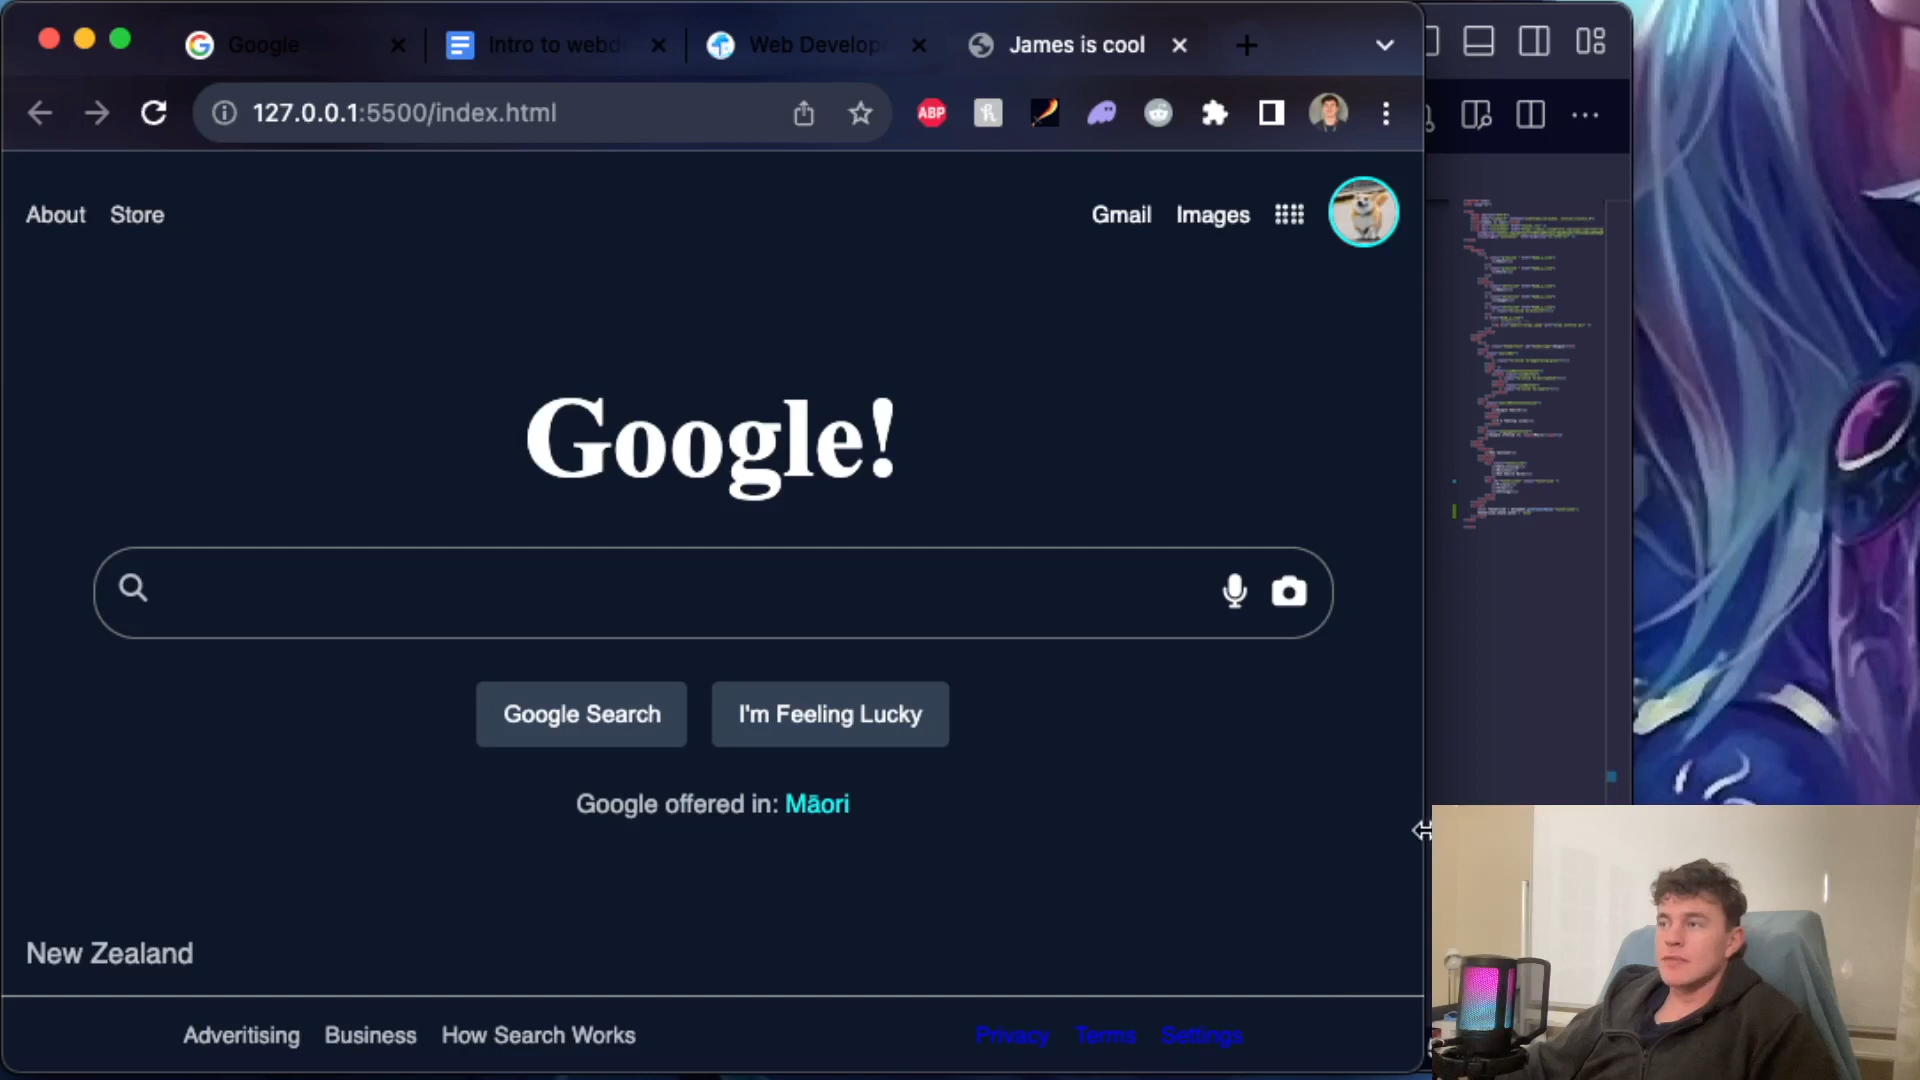 Google
Intro to webd
Web Develop
James is cool
127.0.0.1:5500/index.html
ABP
About
Store
Gmail
Images
Google!
Google Search
I'm Feeling Lucky
Google offered in: Māori
New Zealand
Adveritising
Business
How Search Works
Privacy
Terms
Settings